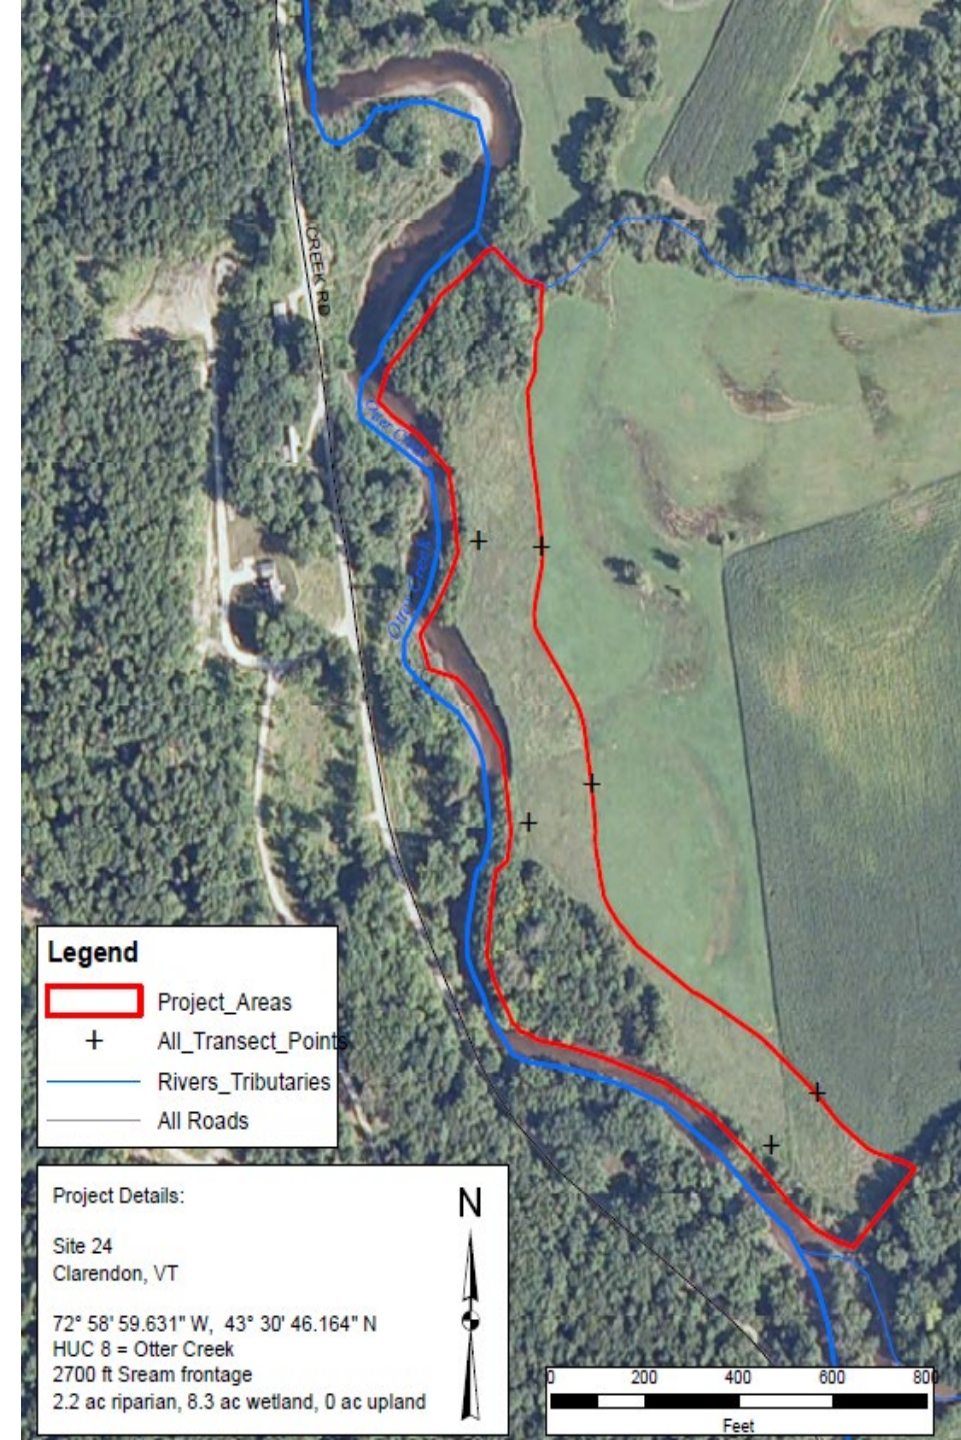 CREEK RD
Otter Creek
Otter Creek
Legend
Project_Areas
All_Transect_Points
Rivers_Tributaries
All Roads
Project Details:
Site 24
Clarendon, VT
72° 58' 59.631" W, 43° 30' 46.164" N
HUC 8 = Otter Creek
2700 ft Sream frontage
2.2 ac riparian, 8.3 ac wetland, 0 ac upland
N
0 200 400 600 800
Feet